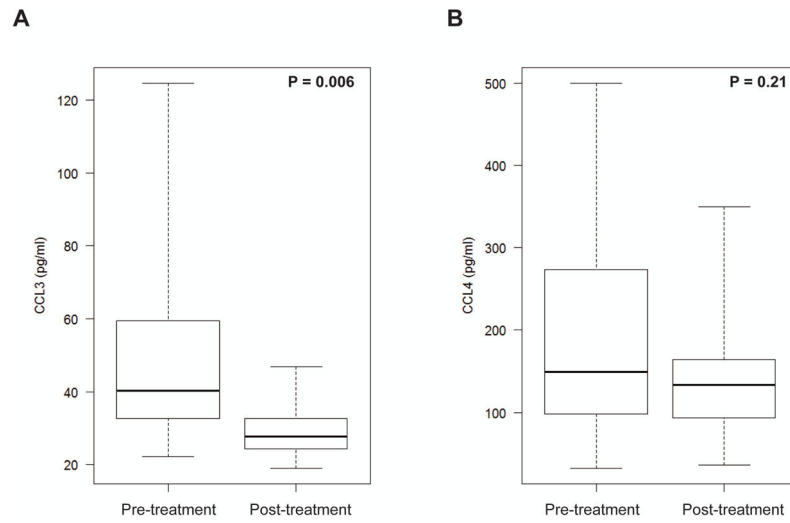 A
P = 0.006
120
100
80
60
40
20
CCL3 (pg/ml)
Pre-treatment Post-treatment
B
P = 0.21
500
400
300
200
100
CCL4 (pg/ml)
Pre-treatment Post-treatment